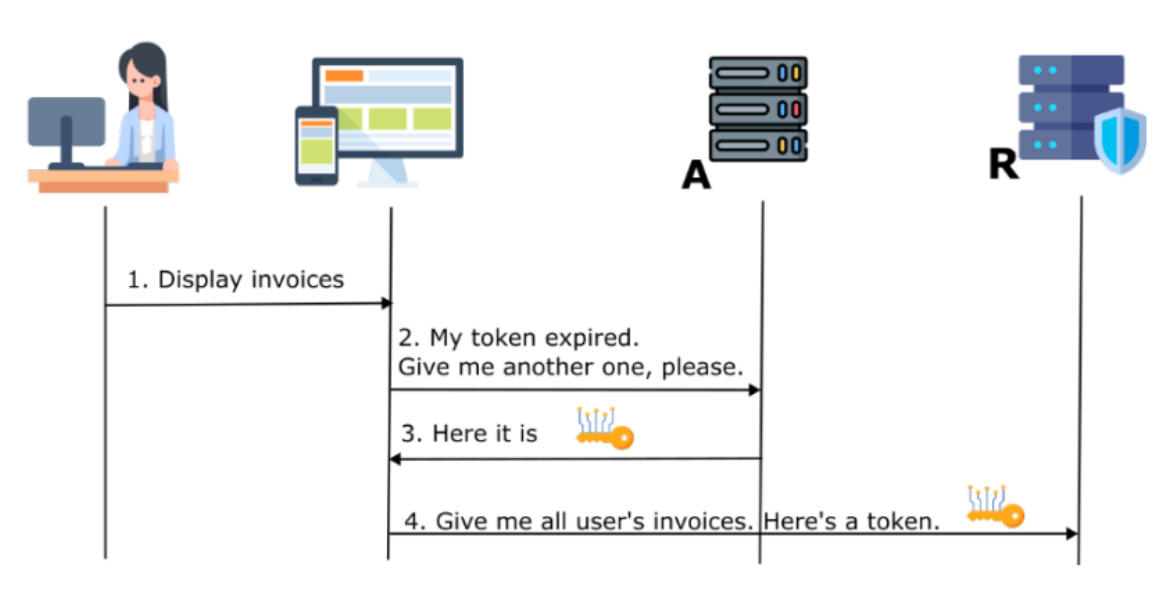 A
R
1. Display invoices
2. My token expired.
Give me another one, please.
3. Here it is
4. Give me all user's invoices. Here's a token.